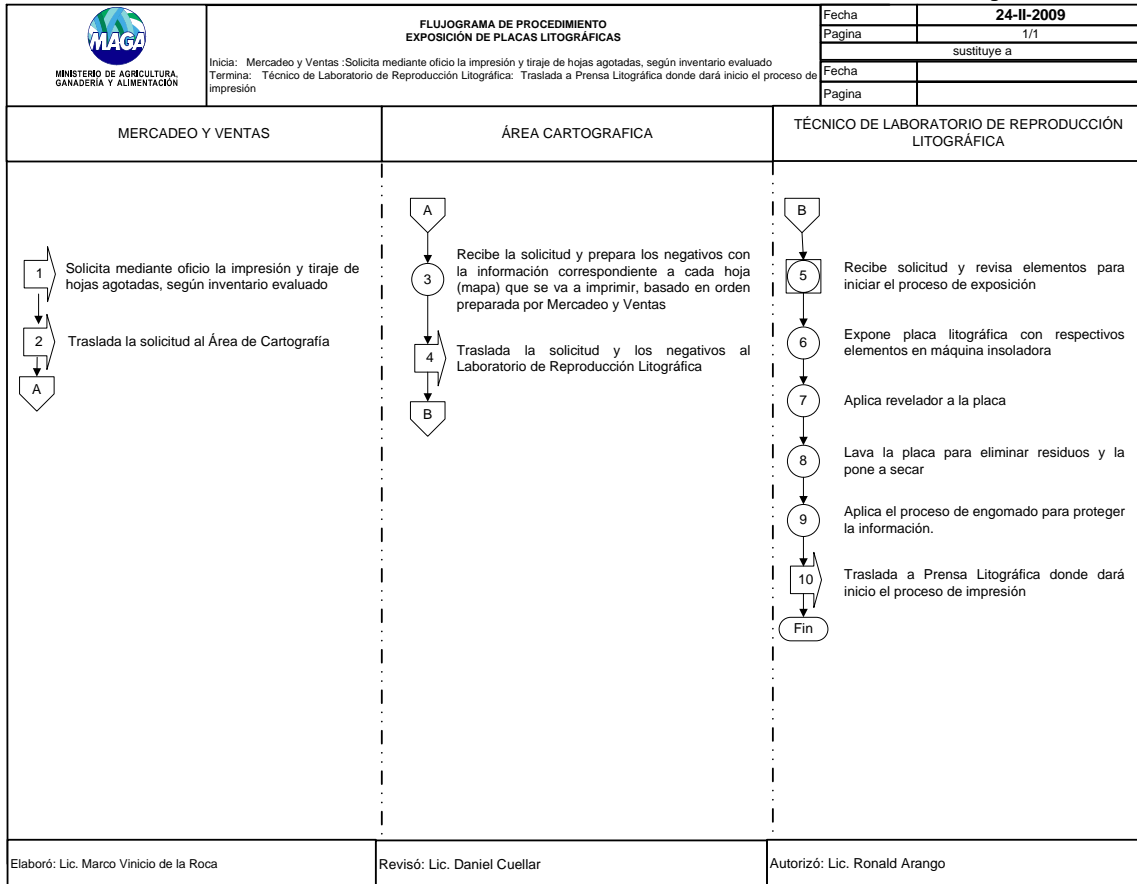 MAGA
MINISTERIO DE AGRICULTURA,
GANADERÍA Y ALIMENTACIÓN
FLUJOGRAMA DE PROCEDIMIENTO
EXPOSICIÓN DE PLACAS LITOGRÁFICAS
Inicia: Mercadeo y Ventas :Solicita mediante oficio la impresión y tiraje de hojas agotadas, según inventario evaluado
Termina: Técnico de Laboratorio de Reproducción Litográfica: Traslada a Prensa Litográfica donde dará inicio el proceso de
impresión
Fecha 24-II-2009
Pagina 1/1
sustituye a
Fecha
Pagina
MERCADEO Y VENTAS
ÁREA CARTOGRAFICA
TÉCNICO DE LABORATORIO DE REPRODUCCIÓN
LITOGRÁFICA
1
Solicita mediante oficio la impresión y tiraje de
hojas agotadas, según inventario evaluado
2
Traslada la solicitud al Área de Cartografía
A
A
3
Recibe la solicitud y prepara los negativos con
la información correspondiente a cada hoja
(mapa) que se va a imprimir, basado en orden
preparada por Mercadeo y Ventas
4
Traslada la solicitud y los negativos al
Laboratorio de Reproducción Litográfica
B
B
5
Recibe solicitud y revisa elementos para
iniciar el proceso de exposición
6
Expone placa litográfica con respectivos
elementos en máquina insoladora
7
Aplica revelador a la placa
8
Lava la placa para eliminar residuos y la
pone a secar
9
Aplica el proceso de engomado para proteger
la información.
10
Traslada a Prensa Litográfica donde dará
inicio el proceso de impresión
Fin
Elaboró: Lic. Marco Vinicio de la Roca
Revisó: Lic. Daniel Cuellar
Autorizó: Lic. Ronald Arango